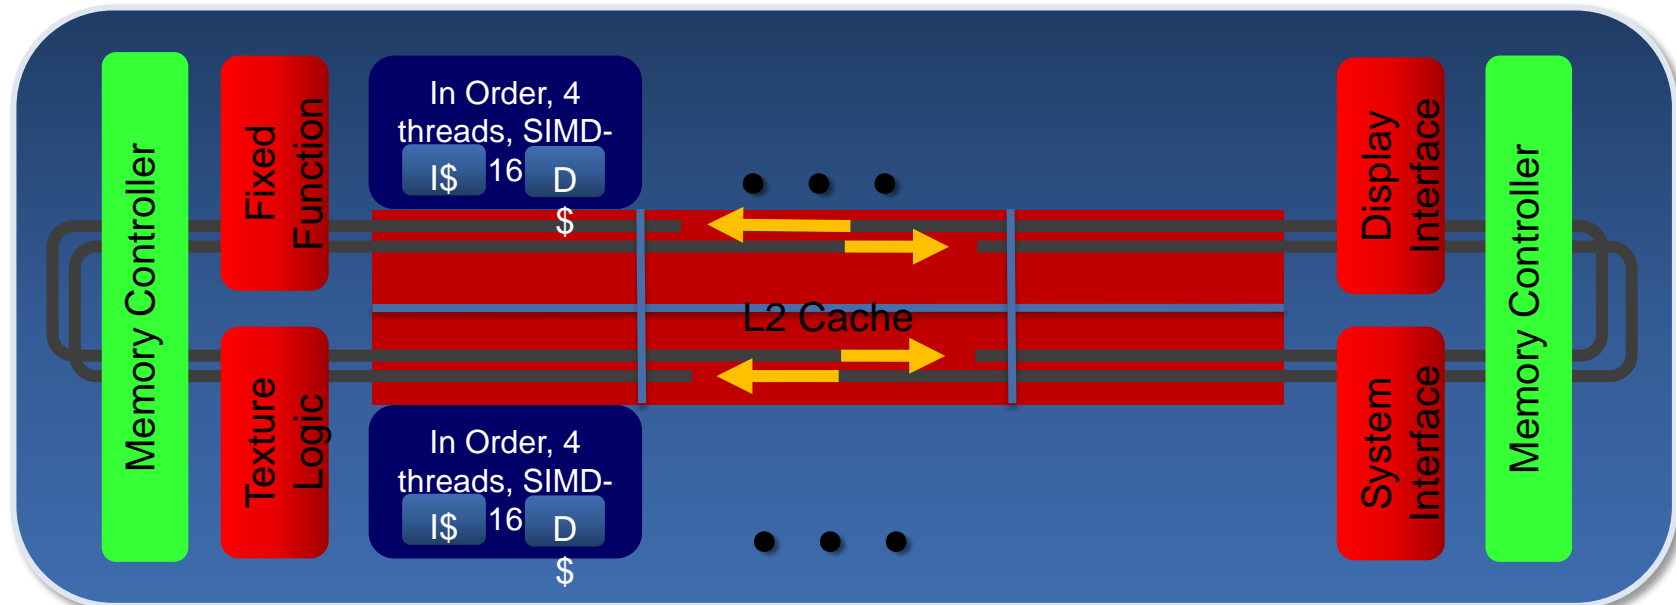 Memory Controller
Fixed
Function
In Order, 4
threads, SIMD-
16
I$
D
$
Display
Interface
Memory Controller
L2 Cache
Texture
Logic
In Order, 4
threads, SIMD-
16
I$
D
$
System
Interface